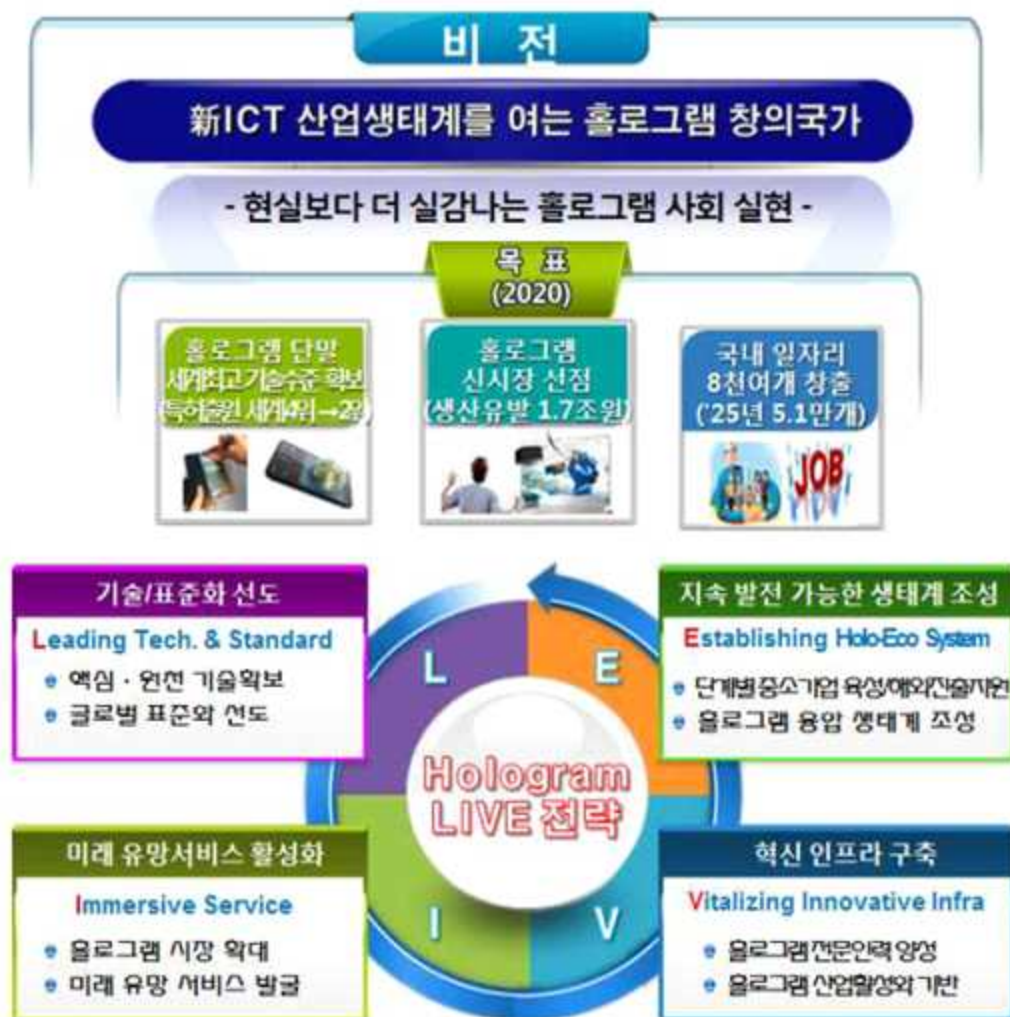 비 전
新ICT 산업생태계를 여는 홀로그램 창의국가
- 현실보다 더 실감나는 홀로그램 사회 실현 -
목 표
(2020)
홀로그램 단말
세계최고 기술수준 확보
(특허출원 세계4위→2위)
홀로그램
신시장 선점
(생산유발 1.7조원)
국내 일자리
8천여개 창출
('25년 5.1만개)
JOB
기술/표준화 선도
Leading Tech. & Standard
핵심 · 원천 기술확보
글로벌 표준화 선도
지속 발전 가능한 생태계 조성
Establishing Holo-Eco System
단계별 중소기업 육성/해외진출지원
홀로그램 융합 생태계 조성
L
E
Hologram
LIVE 전략
I
V
미래 유망서비스 활성화
Immersive Service
홀로그램 시장 확대
미래 유망 서비스 발굴
혁신 인프라 구축
Vitalizing Innovative Infra
홀로그램 전문인력 양성
홀로그램 산업활성화 기반